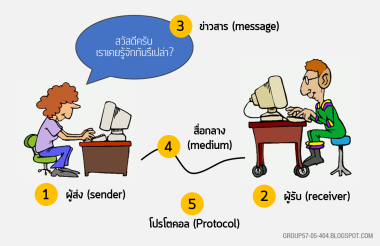 3 ข่าวสาร (message)
สวัสดีครับ
เราเคยรู้จักกันรึเปล่า?
สื่อกลาง
4 (medium)
1 ผู้ส่ง (sender)
2 ผู้รับ (receiver)
5
โปรโตคอล (Protocol)
GROUP57-05-404.BLOGSPOT.COM